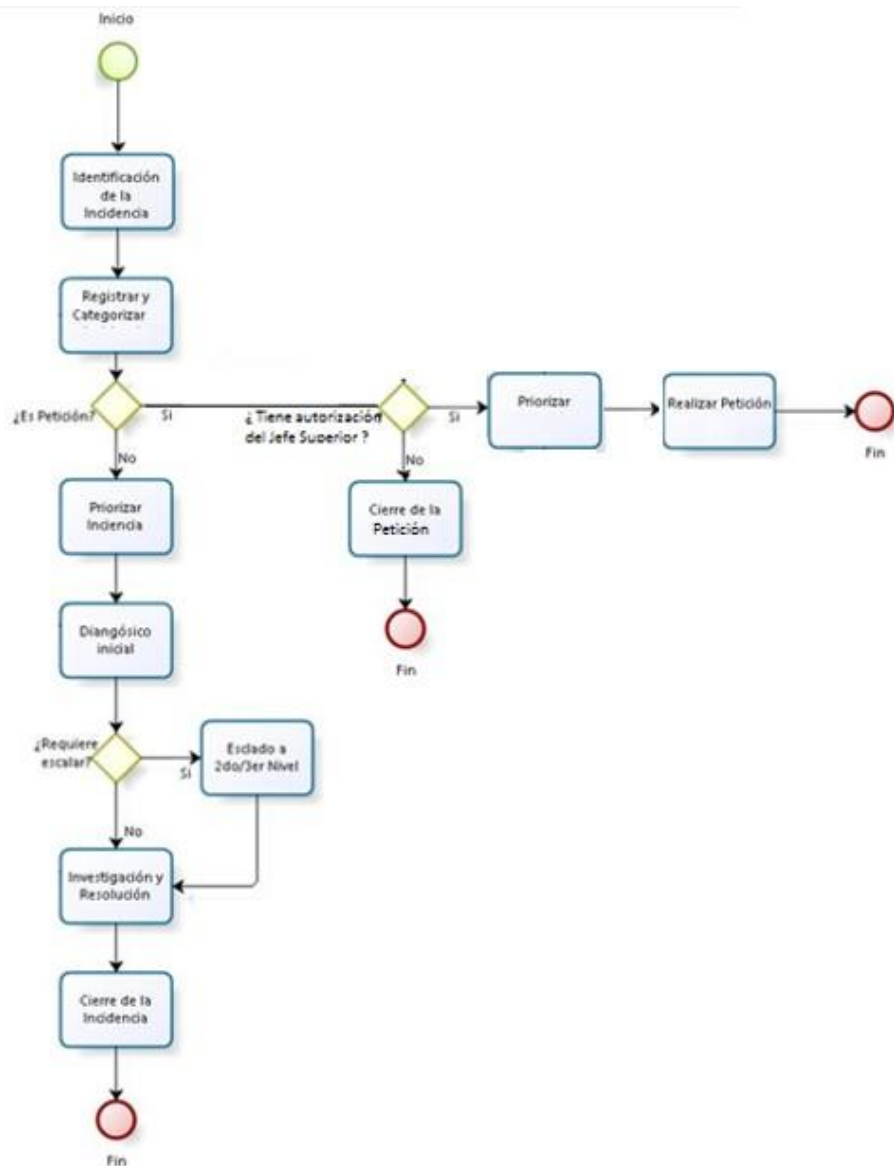 Inicio
Identificación
de la
Incidencia
Registrar y
Categorizar
¿Es Petición?
Si
¿ Tiene autorización
del Jefe Superior ?
Si
Priorizar
Realizar Petición
Fin
No
No
Priorizar
Inciencia
Cierre de la
Petición
Diangósico
inicial
Fin
¿Requiere
escalar?
Si
Esclado a
2do/3er Nivel
No
Investigación y
Resolución
Cierre de la
Incidencia
Fin